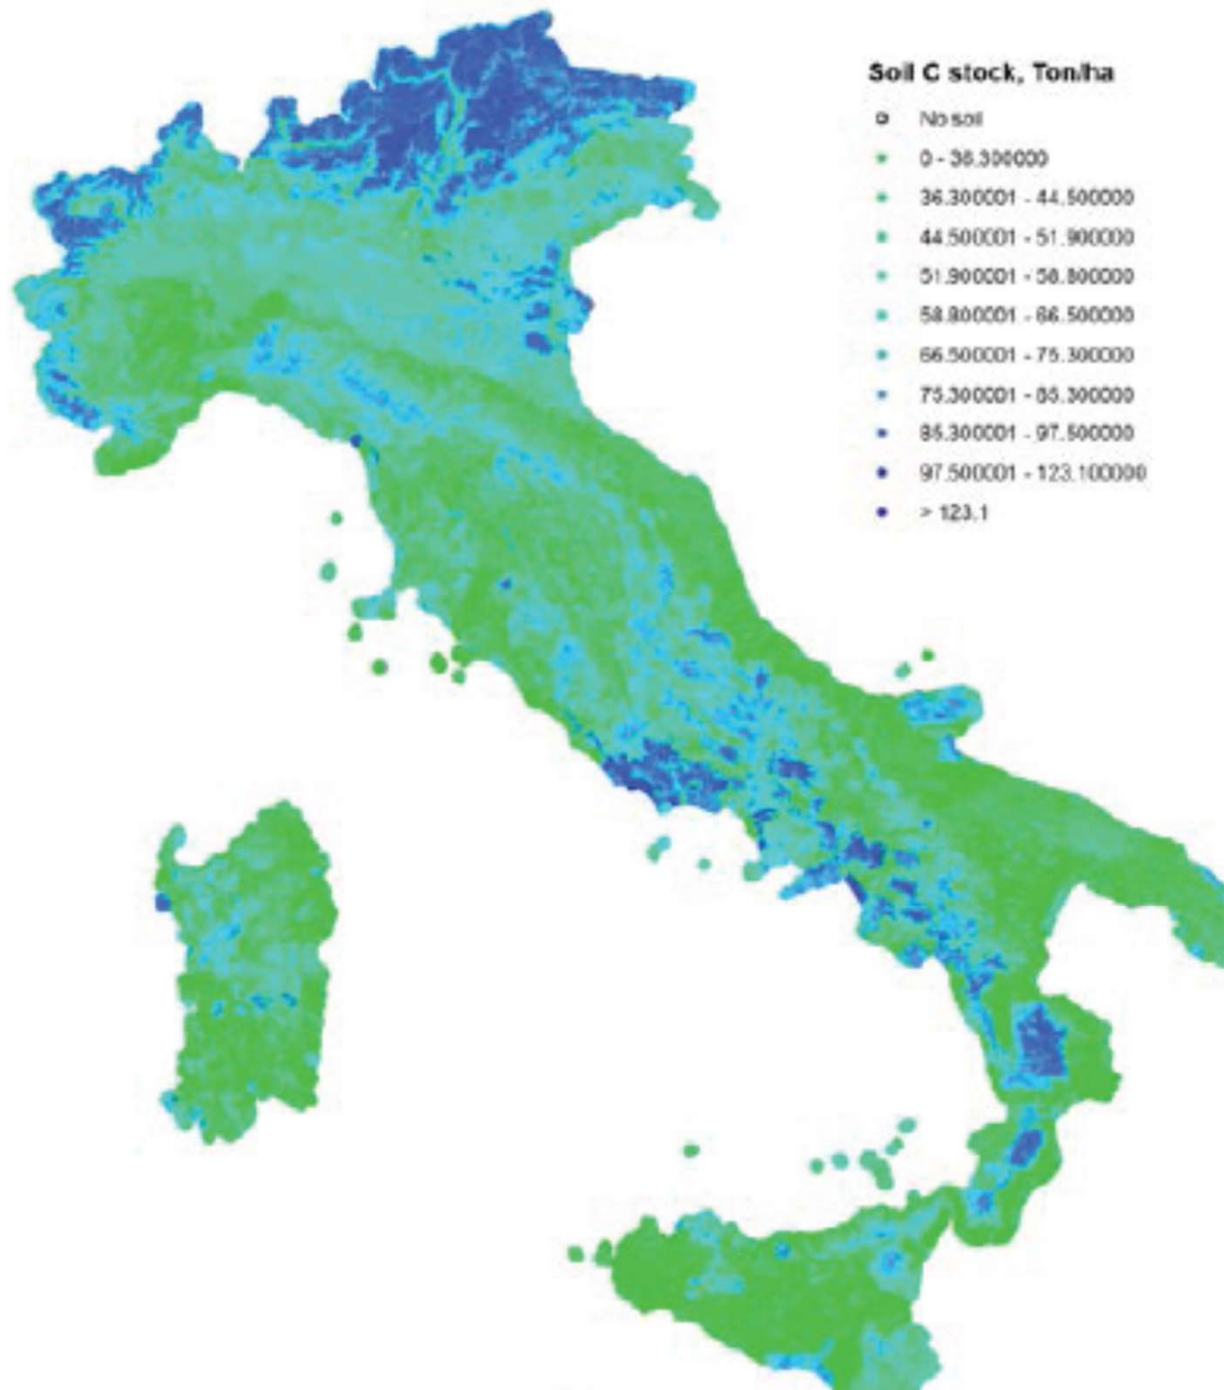 Soil C stock, Ton/ha
No soil
0 - 36.300000
36.300001 - 44.500000
44.500001 - 51.900000
51.900001 - 58.800000
58.800001 - 66.500000
66.500001 - 75.300000
75.300001 - 85.300000
85.300001 - 97.500000
97.500001 - 123.100000
> 123.1